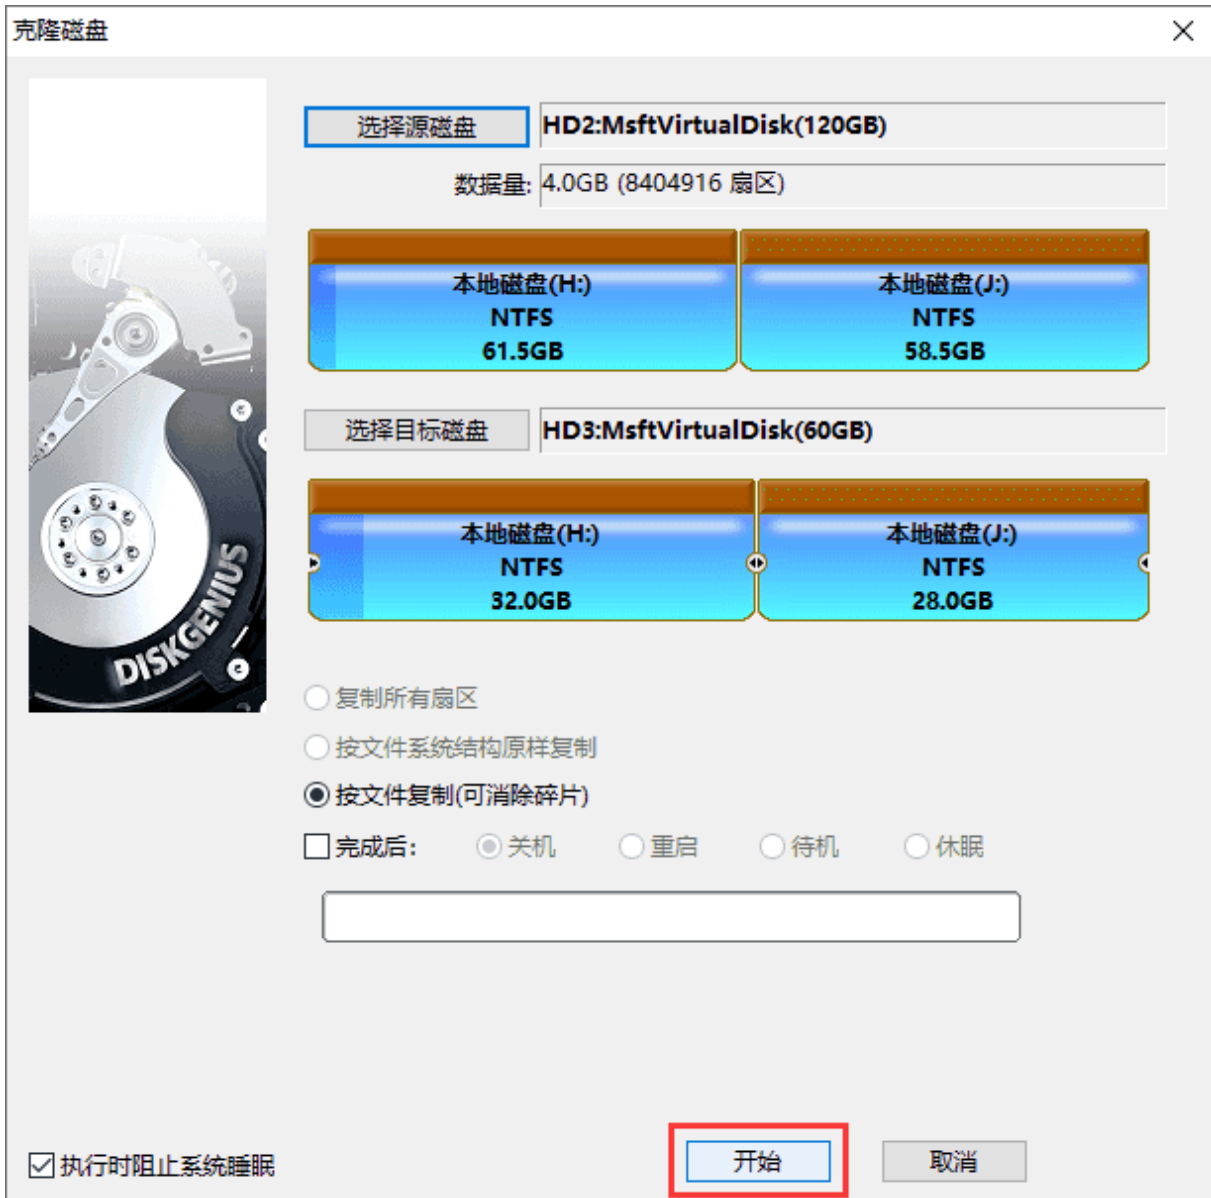 克隆磁盘
选择源磁盘 HD2:MsftVirtualDisk(120GB)
数据量: 4.0GB (8404916 扇区)
本地磁盘(H:) 本地磁盘(J:)
NTFS NTFS
61.5GB 58.5GB
选择目标磁盘 HD3:MsftVirtualDisk(60GB)
本地磁盘(H:) 本地磁盘(J:)
NTFS NTFS
32.0GB 28.0GB
DISKGENIUS
复制所有扇区
按文件系统结构原样复制
按文件复制(可消除碎片)
完成后: 关机 重启 待机 休眠
执行时阻止系统睡眠 开始 取消